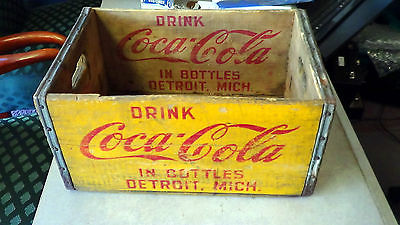 DRINK
Coca-Cola
IN BOTTLES
DETROIT, MICH.
DRINK
Coca-Cola
IN BOTTLES
DETROIT, MICH.